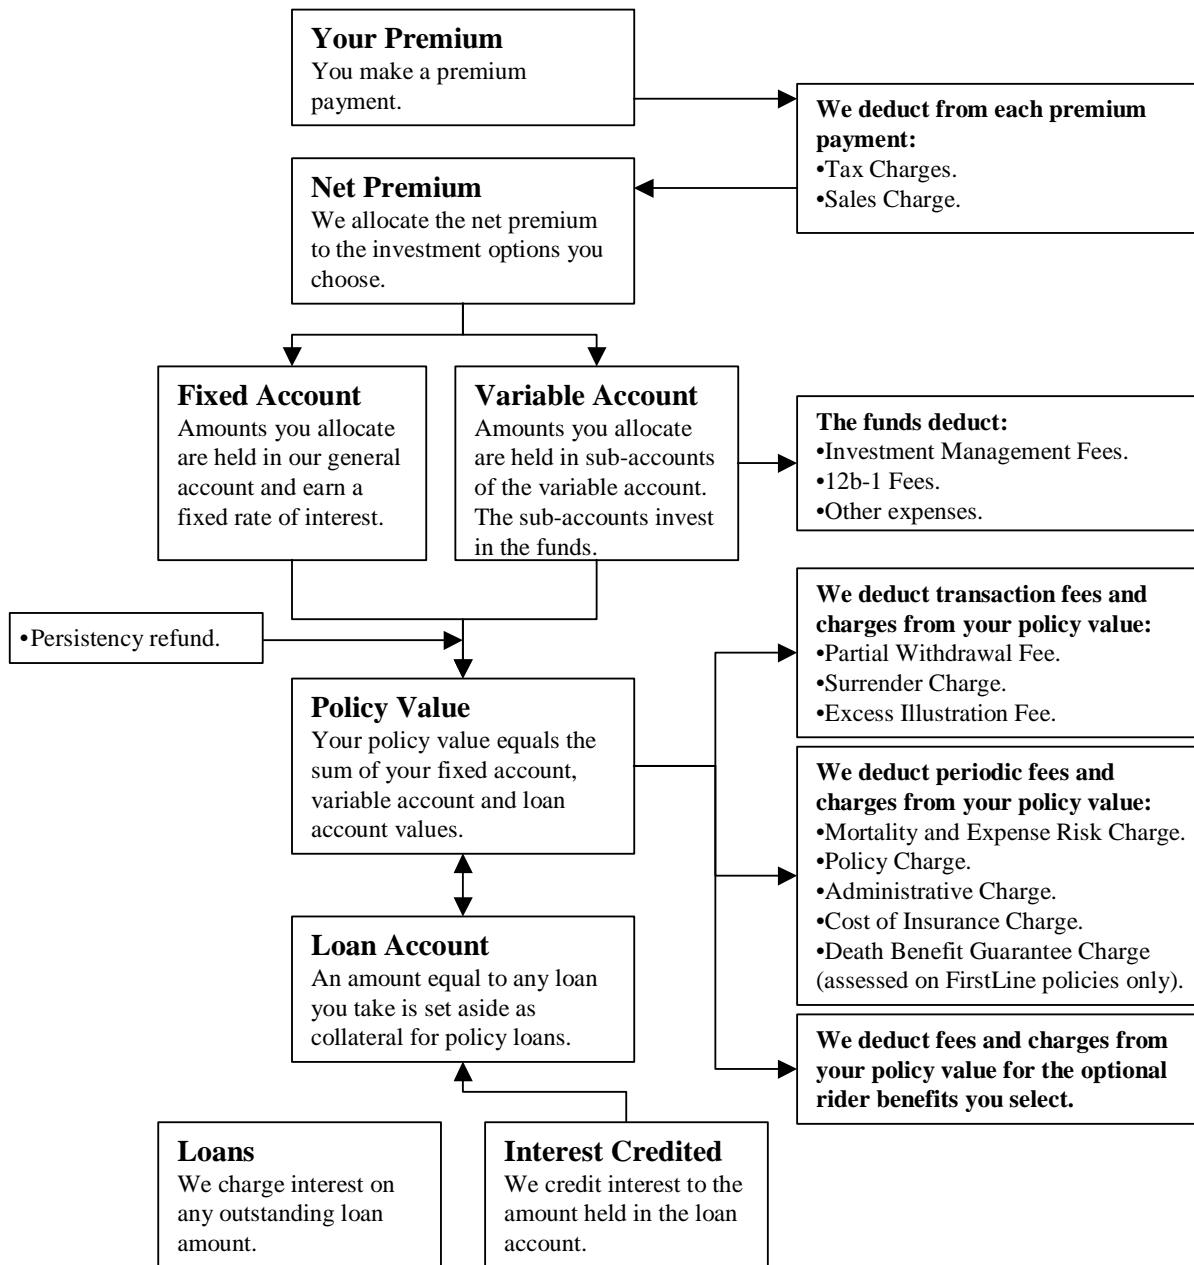 Your Premium
You make a premium
payment.
We deduct from each premium
payment:
•Tax Charges.
•Sales Charge.
Net Premium
We allocate the net premium
to the investment options you
choose.
Fixed Account
Amounts you allocate
are held in our general
account and earn a
fixed rate of interest.
Variable Account
Amounts you allocate
are held in sub-accounts
of the variable account.
The sub-accounts invest
in the funds.
The funds deduct:
•Investment Management Fees.
•12b-1 Fees.
•Other expenses.
•Persistency refund.
We deduct transaction fees and
charges from your policy value:
•Partial Withdrawal Fee.
•Surrender Charge.
•Excess Illustration Fee.
Policy Value
Your policy value equals the
sum of your fixed account,
variable account and loan
account values.
We deduct periodic fees and
charges from your policy value:
•Mortality and Expense Risk Charge.
•Policy Charge.
•Administrative Charge.
•Cost of Insurance Charge.
•Death Benefit Guarantee Charge
(assessed on FirstLine policies only).
Loan Account
An amount equal to any loan
you take is set aside as
collateral for policy loans.
We deduct fees and charges from
your policy value for the optional
rider benefits you select.
Loans
We charge interest on
any outstanding loan
amount.
Interest Credited
We credit interest to the
amount held in the loan
account.